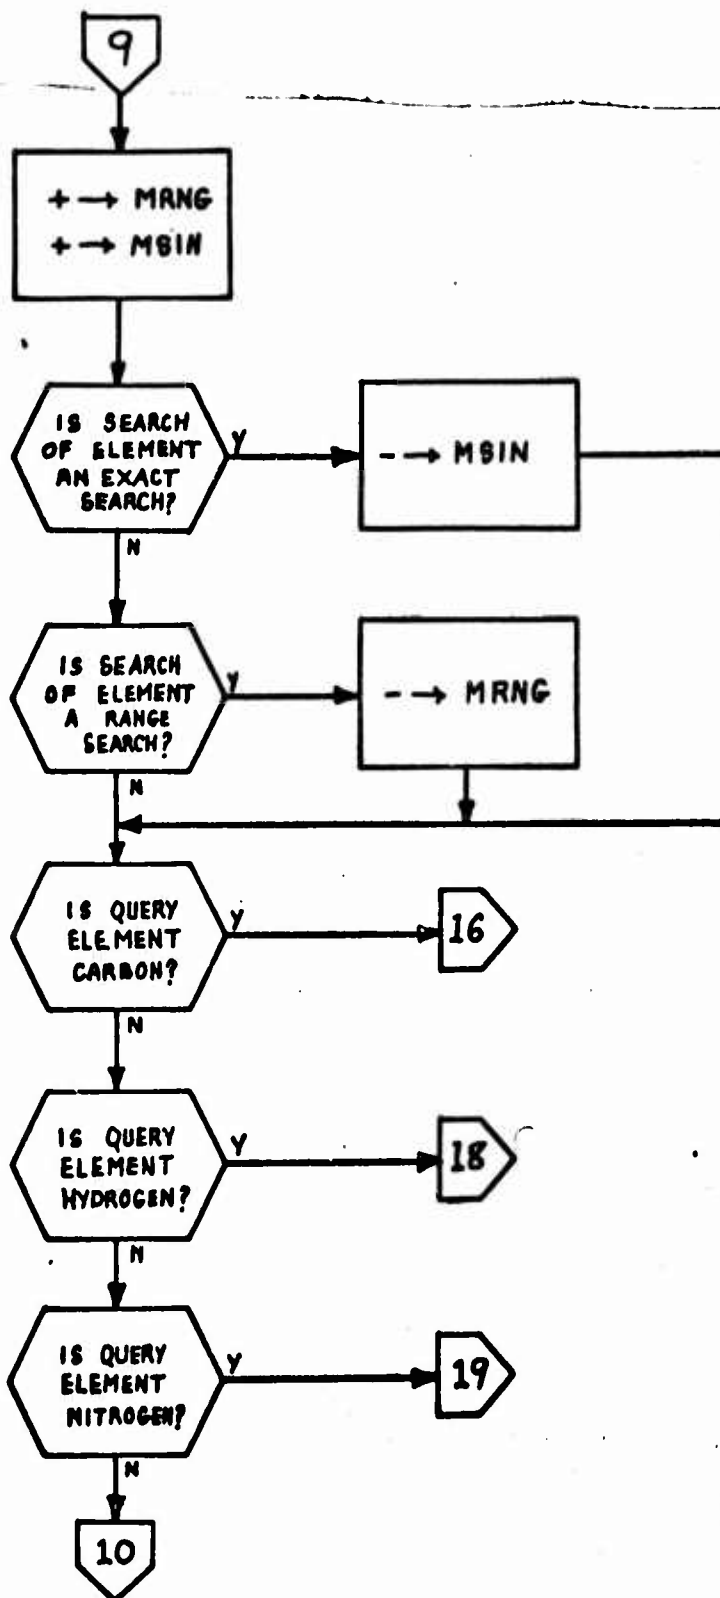 9
+ → MRNG
+ → MSIN
IS SEARCH
OF ELEMENT
AN EXACT
SEARCH?
Y
- → MSIN
N
IS SEARCH
OF ELEMENT
A RANGE
SEARCH?
Y
- → MRNG
N
IS QUERY
ELEMENT
CARBON?
Y
16
N
IS QUERY
ELEMENT
HYDROGEN?
Y
18
N
IS QUERY
ELEMENT
NITROGEN?
Y
19
N
10